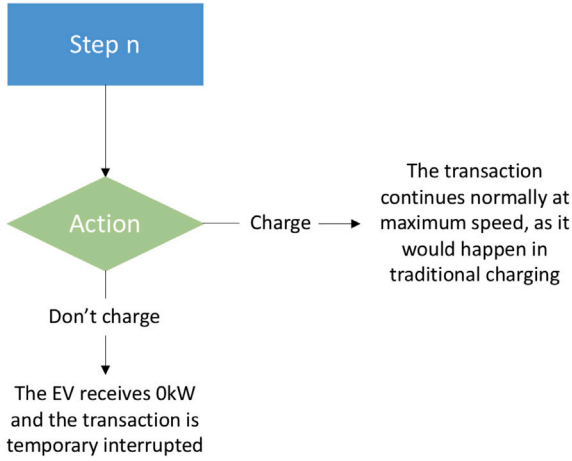 Step n
Action
Charge
The transaction
continues normally at
maximum speed, as it
would happen in
traditional charging
Don't charge
The EV receives 0kW
and the transaction is
temporary interrupted